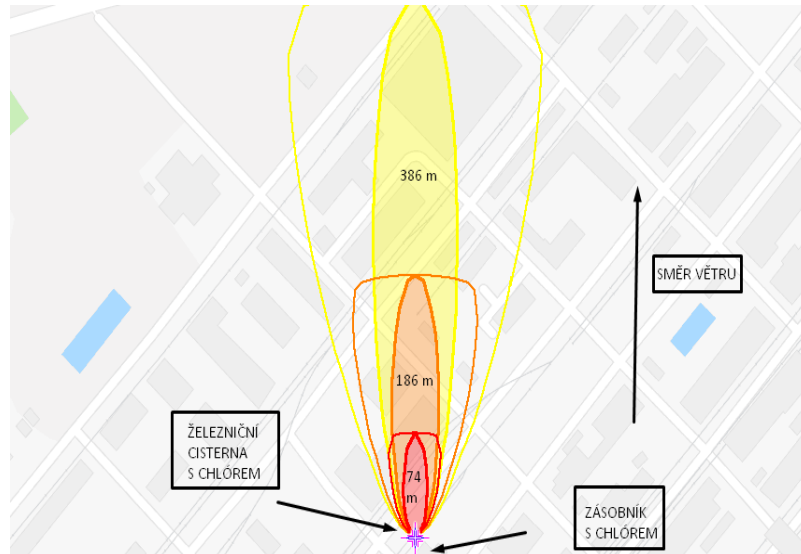 386 m
SMĚR VĚTRU
186 m
ŽELEZNIČNÍ
CISTERNA
S CHLÓREM
74
m
ZÁSOBNÍK
S CHLÓREM